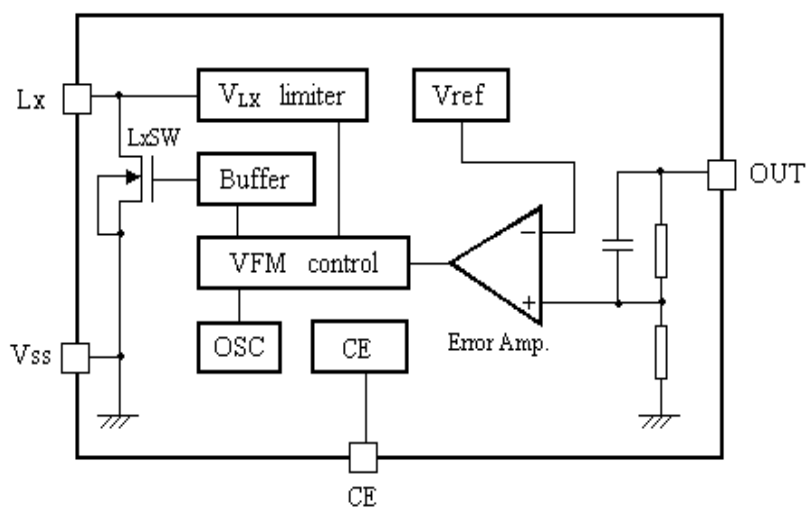 Lx
VLX limiter
Vref
LxSW
Buffer
OUT
−
VFM control
+
Error Amp.
OSC
CE
Vss
CE